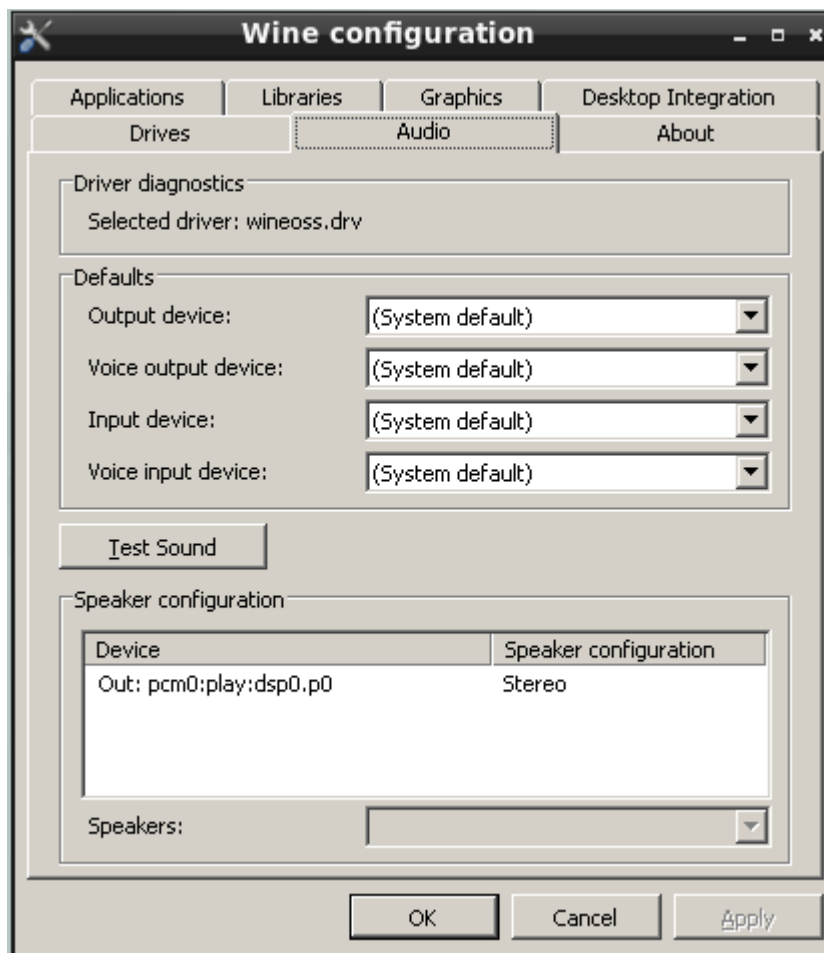 Wine configuration
Applications Libraries Graphics Desktop Integration
Drives Audio About
Driver diagnostics
Selected driver: wineoss.drv
Defaults
Output device: (System default)
Voice output device: (System default)
Input device: (System default)
Voice input device: (System default)
Test Sound
Speaker configuration
Device Speaker configuration
Out: pcm0:play:dsp0.p0 Stereo
Speakers:
OK Cancel Apply